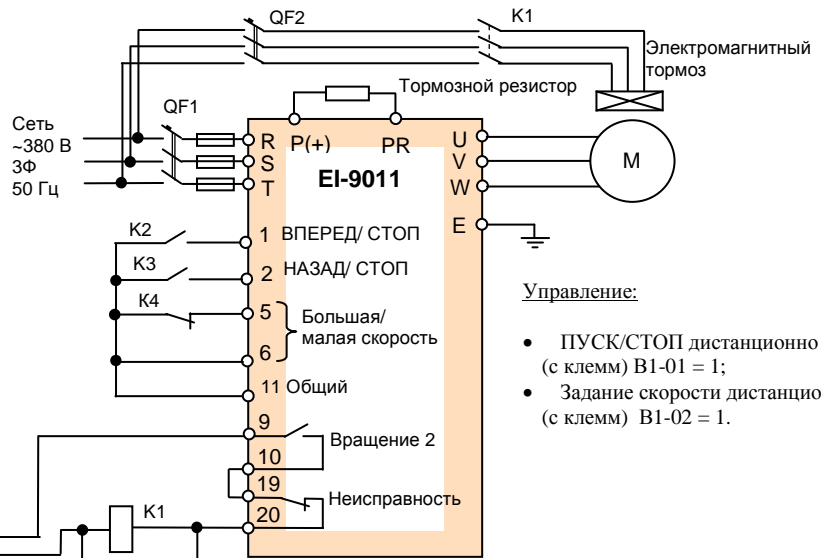 QF2
K1
Электромагнитный
тормоз
Тормозной резистор
QF1
Сеть
~380 В
3Ф
50 Гц
R
S
T
P(+)
PR
EI-9011
U
V
W
E
M
K2
1 ВПЕРЕД/ СТОП
K3
2 НАЗАД/ СТОП
К4
5
Большая/
малая скорость
6
11 Общий
9
Вращение 2
10
19
Неисправность
20
K1
Управление:
• ПУСК/СТОП дистанционно
(с клемм) B1-01 = 1;
• Задание скорости дистанцио
(с клемм) B1-02 = 1.